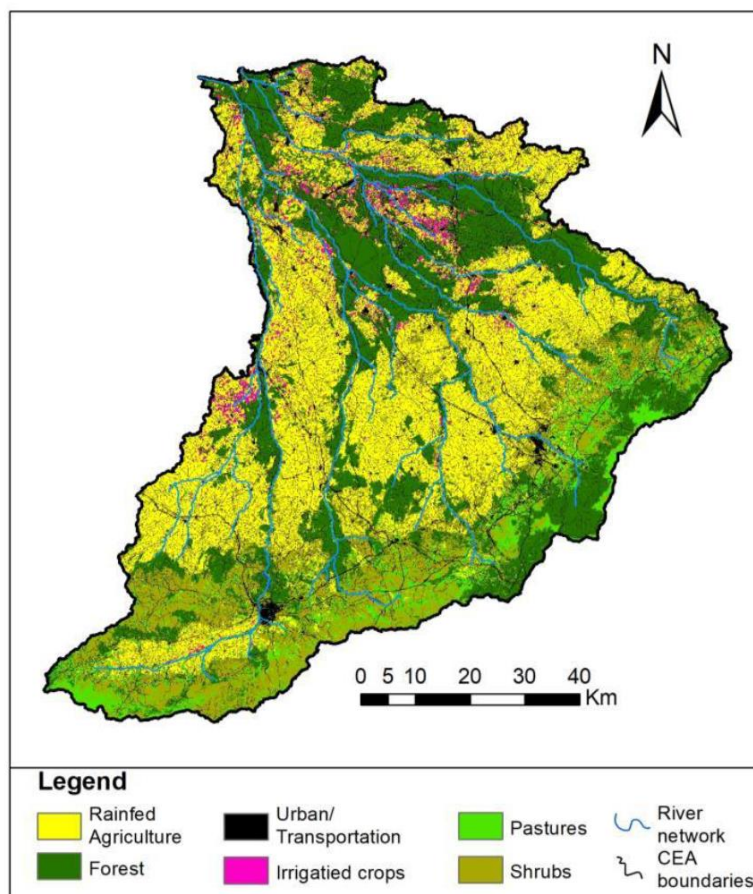 N
0 5 10 20 30 40
Km
Legend
Rainfed
Agriculture
Urban/
Transportation
Pastures
River
network
Forest
Irrigatied crops
Shrubs
CEA
boundaries